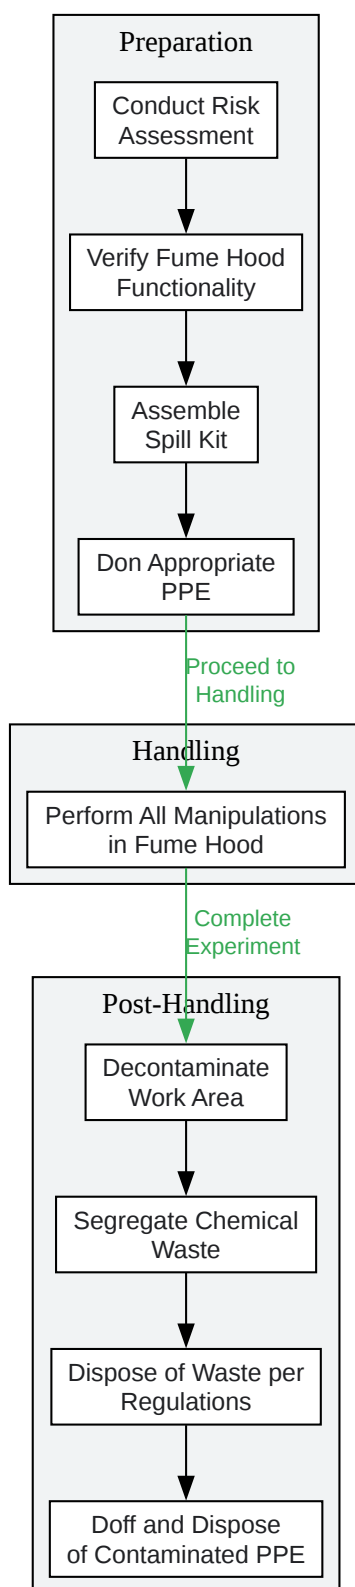 Preparation
Conduct Risk
Assessment
Verify Fume Hood
Functionality
Assemble
Spill Kit
Don Appropriate
PPE
Proceed to
Handling
Handling
Perform All Manipulations
in Fume Hood
Complete
Experiment
Post-Handling
Decontaminate
Work Area
Segregate Chemical
Waste
Dispose of Waste per
Regulations
Doff and Dispose
of Contaminated PPE